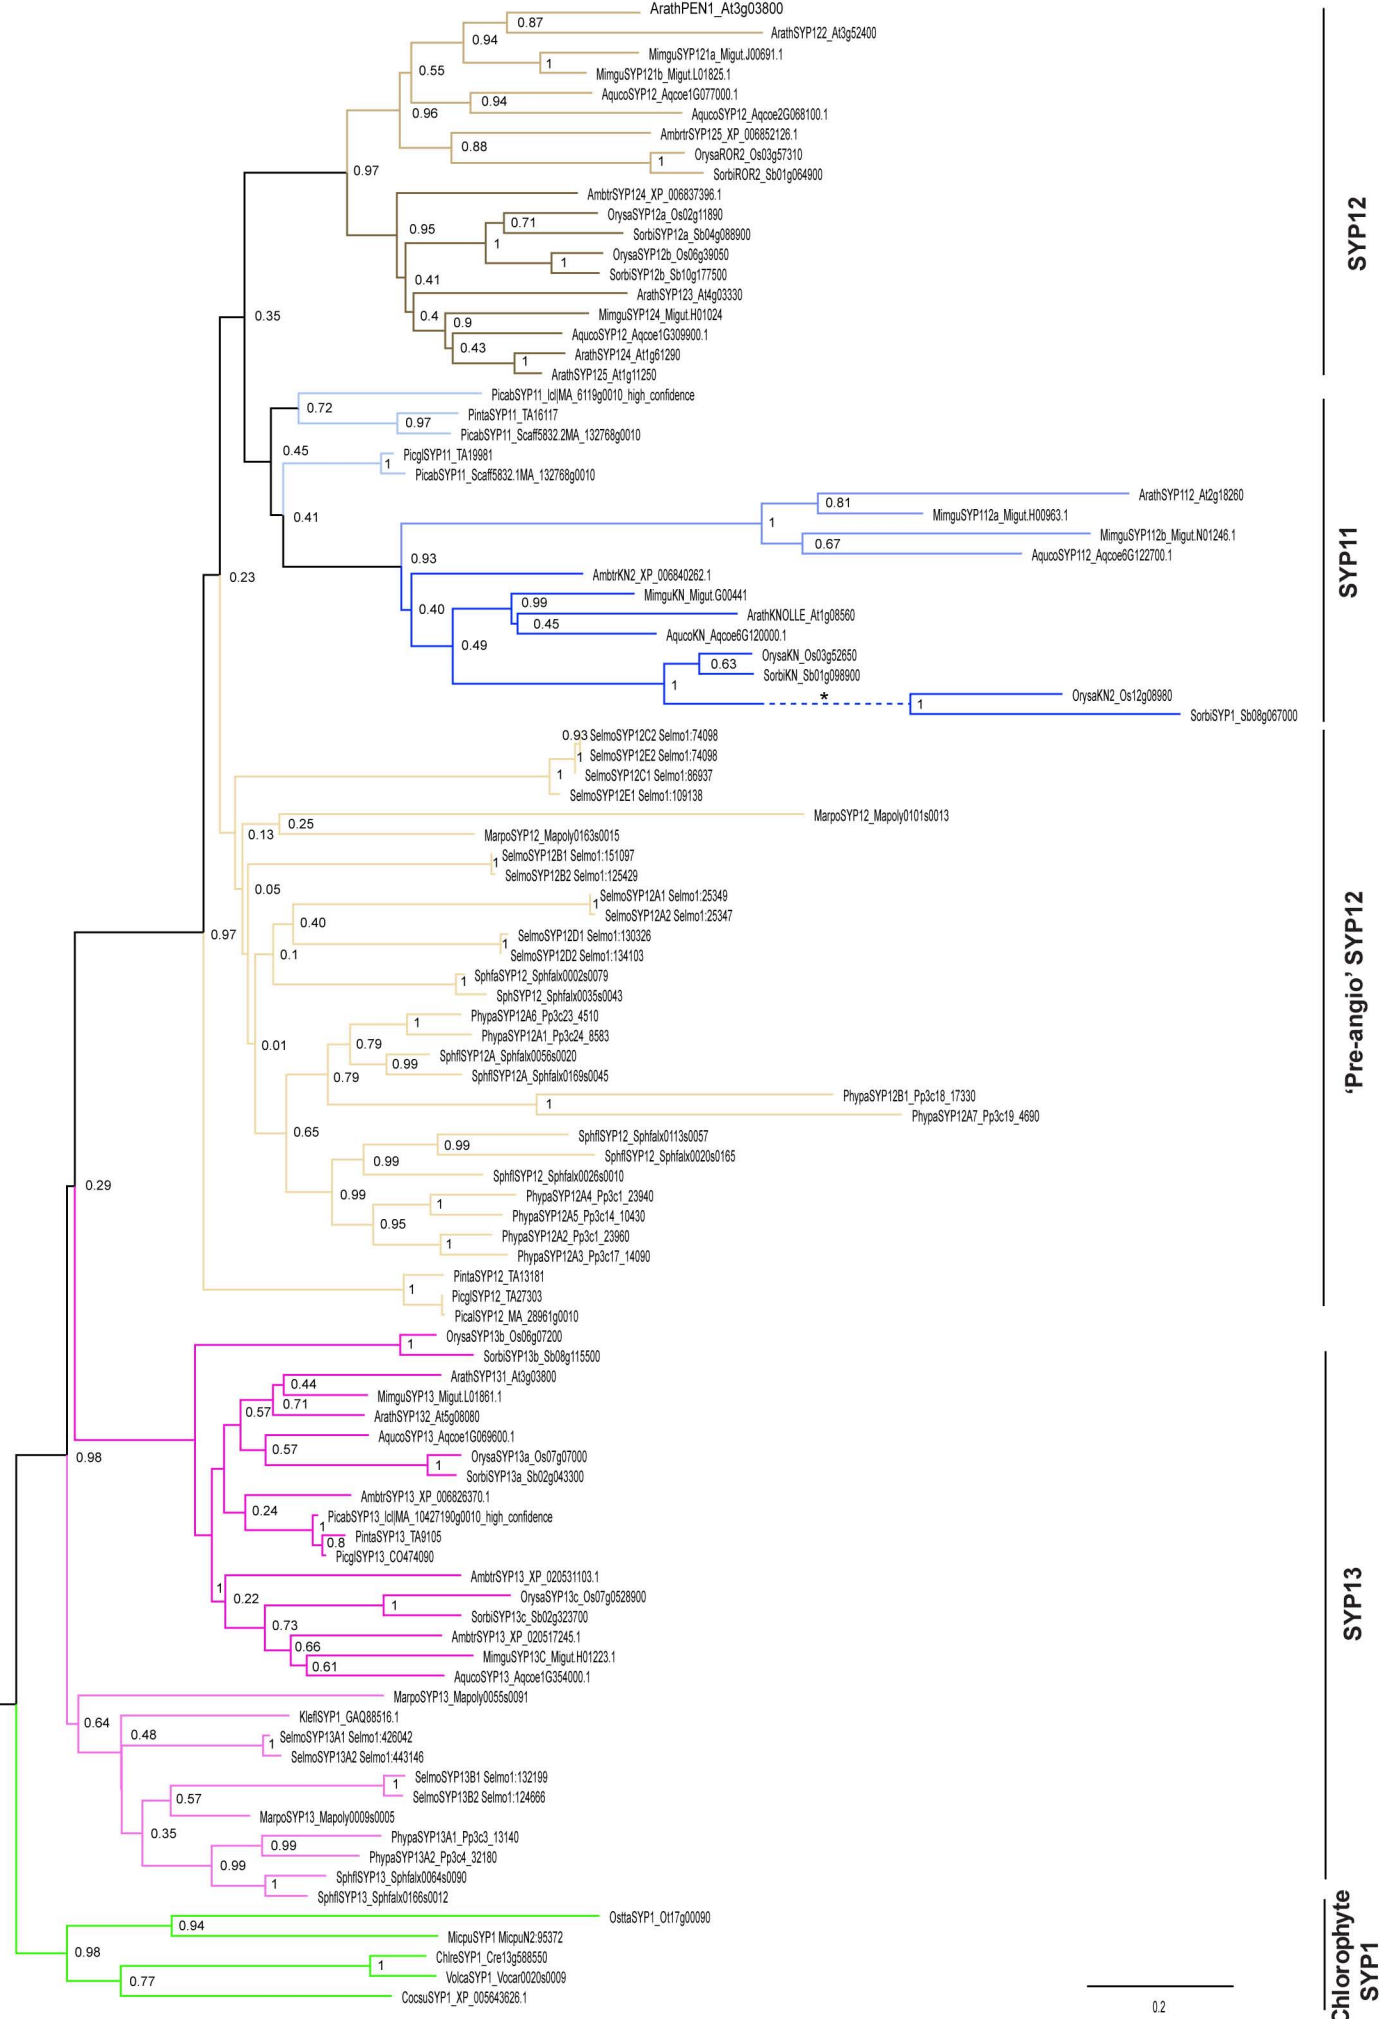 ArathPEN1_At3g03800
0.87
ArathSYP122_At3g52400
0.94
MimguSYP121a_Migut.J00691.1
1
MimguSYP121b_Migut.L01825.1
0.55
AqucoSYP12_Aqcoe1G077000.1
0.94
AqucoSYP12_Aqcoe2G068100.1
0.96
AmbrtrSYP125_XP_006852126.1
0.88
OrysaROR2_Os03g57310
1
SorbiROR2_Sb01g064900
0.97
AmbtrSYP124_XP_006837396.1
OrysaSYP12a_Os02g11890
0.71
SorbiSYP12a_Sb04g088900
0.95
1
OrysaSYP12b_Os06g39050
1
SorbiSYP12b_Sb10g177500
0.41
ArathSYP123_At4g03330
MimguSYP124_Migut.H01024
0.4
0.9
AqucoSYP12_Aqcoe1G309900.1
0.43
ArathSYP124_At1g61290
1
ArathSYP125_At1g11250
SYP12
0.35
PicabSYP11_lcl|MA_6119g0010_high_confidence
0.72
PintaSYP11_TA16117
0.97
PicabSYP11_Scaff5832.2MA_132768g0010
0.45
PicglSYP11_TA19981
1
PicabSYP11_Scaff5832.1MA_132768g0010
0.41
ArathSYP112_At2g18260
0.81
MimguSYP112a_Migut.H00963.1
1
MimguSYP112b_Migut.N01246.1
0.67
AqucoSYP112_Aqcoe6G122700.1
0.93
AmbtrKN2_XP_006840262.1
MimguKN_Migut.G00441
0.99
0.40
ArathKNOLLE_At1g08560
0.45
AqucoKN_Aqcoe6G120000.1
0.49
OrysaKN_Os03g52650
0.63
SorbiKN_Sb01g098900
1
*
OrysaKN2_Os12g08980
1
SorbiSYP1_Sb08g067000
SYP11
0.23
0.93
SelmoSYP12C2 Selmo1:74098
1
SelmoSYP12E2 Selmo1:74098
1
SelmoSYP12C1 Selmo1:86937
SelmoSYP12E1 Selmo1:109138
MarpoSYP12_Mapoly0101s0013
0.25
0.13
MarpoSYP12_Mapoly0163s0015
SelmoSYP12B1 Selmo1:151097
1
SelmoSYP12B2 Selmo1:125429
0.05
SelmoSYP12A1 Selmo1:25349
1
SelmoSYP12A2 Selmo1:25347
0.40
0.97
SelmoSYP12D1 Selmo1:130326
1
SelmoSYP12D2 Selmo1:134103
0.1
SphfaSYP12_Sphfalx0002s0079
1
SphSYP12_Sphfalx0035s0043
PhypaSYP12A6_Pp3c23_4510
1
PhypaSYP12A1_Pp3c24_8583
0.01
0.79
SphflSYP12A_Sphfalx0056s0020
0.99
SphflSYP12A_Sphfalx0169s0045
0.79
PhypaSYP12B1_Pp3c18_17330
1
PhypaSYP12A7_Pp3c19_4690
0.65
SphflSYP12_Sphfalx0113s0057
0.99
SphflSYP12_Sphfalx0020s0165
0.99
SphflSYP12_Sphfalx0026s0010
0.99
PhypaSYP12A4_Pp3c1_23940
1
PhypaSYP12A5_Pp3c14_10430
0.95
PhypaSYP12A2_Pp3c1_23960
1
PhypaSYP12A3_Pp3c17_14090
PintaSYP12_TA13181
1
PicglSYP12_TA27303
PicalSYP12_MA_28961g0010
'Pre-angio' SYP12
0.29
OrysaSYP13b_Os06g07200
1
SorbiSYP13b_Sb08g115500
ArathSYP131_At3g03800
0.44
MimguSYP13_Migut.L01861.1
0.71
0.57
ArathSYP132_At5g08080
AqucoSYP13_Aqcoe1G069600.1
0.57
OrysaSYP13a_Os07g07000
1
SorbiSYP13a_Sb02g043300
0.98
AmbtrSYP13_XP_006826370.1
0.24
PicabSYP13_lcl|MA_10427190g0010_high_confidence
1
PintaSYP13_TA9105
0.8
PicglSYP13_CO474090
AmbtrSYP13_XP_020531103.1
1
0.22
OrysaSYP13c_Os07g0528900
1
SorbiSYP13c_Sb02g323700
0.73
AmbtrSYP13_XP_020517245.1
0.66
MimguSYP13C_Migut.H01223.1
0.61
AqucoSYP13_Aqcoe1G354000.1
MarpoSYP13_Mapoly0055s0091
0.64
KleflSYP1_GAQ88516.1
0.48
SelmoSYP13A1 Selmo1:426042
1
SelmoSYP13A2 Selmo1:443146
SelmoSYP13B1 Selmo1:132199
1
SelmoSYP13B2 Selmo1:124666
0.57
MarpoSYP13_Mapoly0009s0005
0.35
PhypaSYP13A1_Pp3c3_13140
0.99
PhypaSYP13A2_Pp3c4_32180
0.99
SphflSYP13_Sphfalx0064s0090
1
SphflSYP13_Sphfalx0166s0012
SYP13
OsttaSYP1_Ot17g00090
0.94
MicpuSYP1 MicpuN2:95372
0.98
ChlreSYP1_Cre13g588550
1
VolcaSYP1_Vocar0020s0009
0.77
CocsuSYP1_XP_005643626.1
Chlorophyte
SYP1
0.2